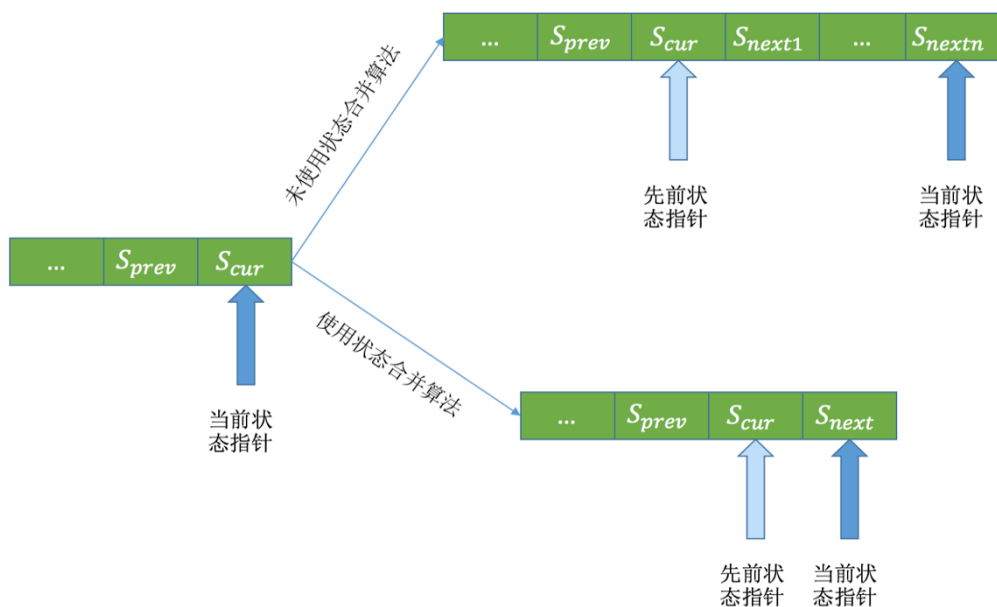 ... S_prev S_cur S_next1 ... S_nextn
先前状
态指针
当前状
态指针
未使用状态合并算法
... S_prev S_cur
当前状
态指针
使用状态合并算法
... S_prev S_cur S_next
先前状
态指针
当前状
态指针